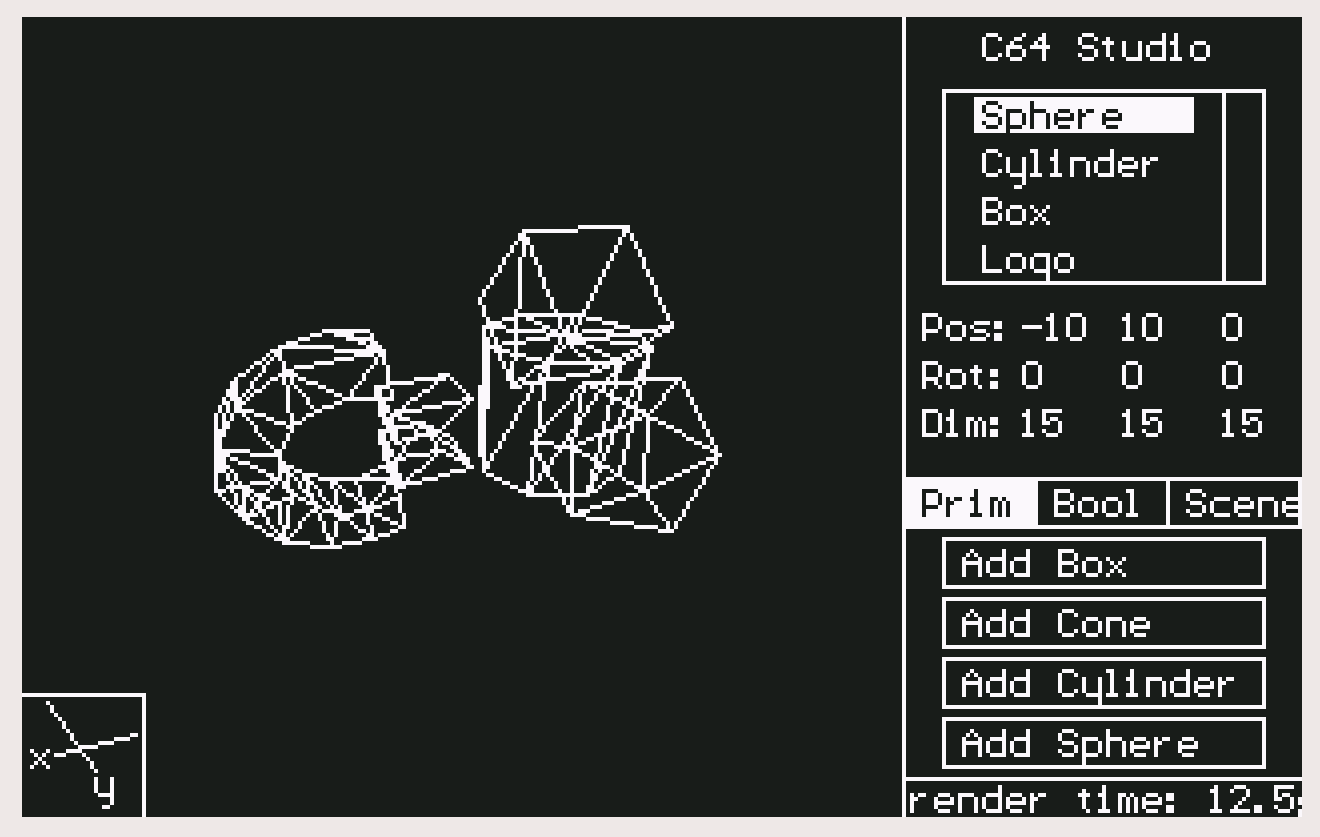 C64 Studio
Sphere
Cylinder
Box
Logo
Pos: -10 10 0
Rot: 0 0 0
Dim: 15 15 15
Prim Bool Scene
Add Box
Add Cone
Add Cylinder
Add Sphere
x
y
render time: 12.5s